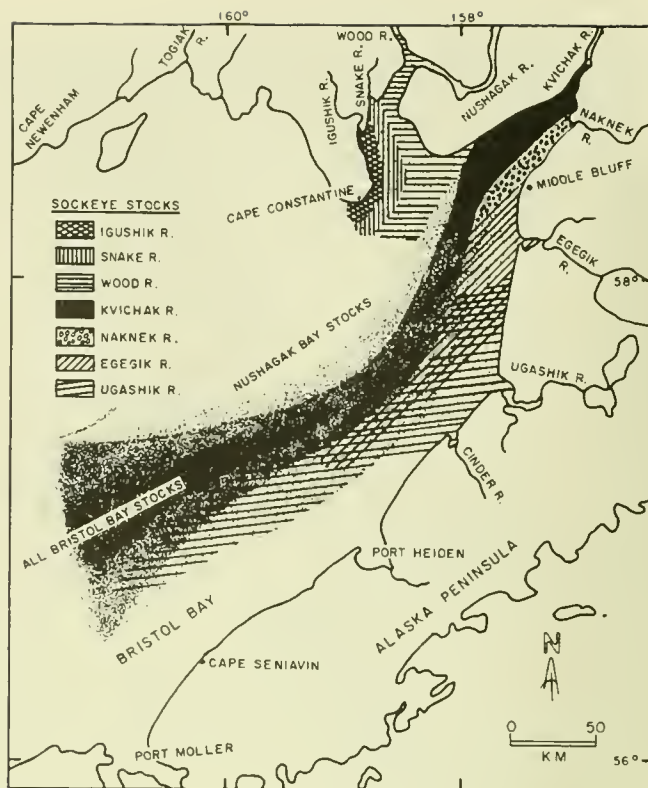 160°
158°
WOOD R.
TOGIAK
R.
CAPE
NEWENHAM
IGUSHIK R.
SNAKE R.
NUSHAGAK R.
KVICHAK R.
NAKNEK
R.
MIDDLE BLUFF
CAPE CONSTANTINE
SOCKEYE STOCKS
IGUSHIK R.
SNAKE R.
WOOD R.
KVICHAK R.
NAKNEK R.
EGEGIK R.
UGASHIK R.
EGEGIK
R.
58°
NUSHAGAK BAY STOCKS
UGASHIK R.
CINDER R.
ALL BRISTOL BAY STOCKS
PORT HEIDEN
ALASKA PENINSULA
BRISTOL BAY
CAPE SENIAVIN
N
0 50
KM
PORT MOLLER
56°